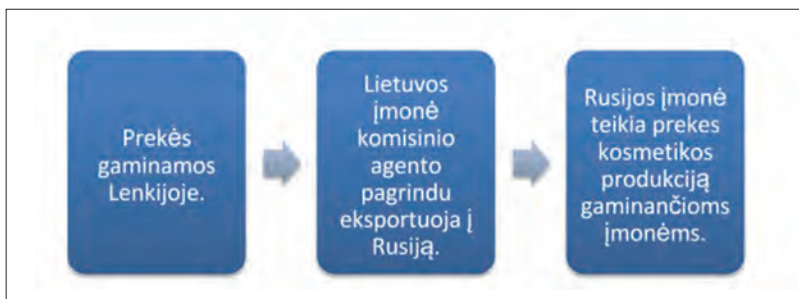 Prekės
gaminamos
Lenkijoje.
Lietuvos
įmonė
komisinio
agento
pagrindu
eksportuoja į
Rusiją.
Rusijos įmonė
teikia prekes
kosmetikos
produkciją
gaminančioms
įmonėms.